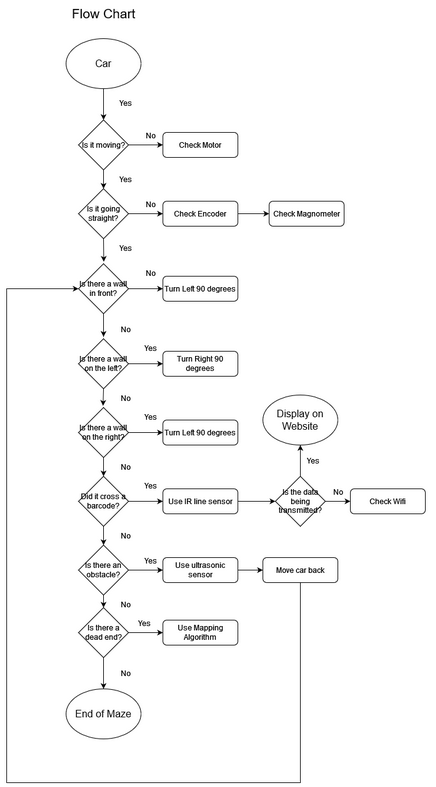 Flow Chart
Car
Yes
Is it moving?
No
Check Motor
Yes
Is it going
straight?
No
Check Encoder
Check Magnometer
Yes
Is there a wall
in front?
No
Turn Left 90 degrees
No
Is there a wall
on the left?
Yes
Turn Right 90
degrees
No
Is there a wall
on the right?
Yes
Turn Left 90 degrees
Display on
Website
Yes
No
Did it cross a
barcode?
Yes
Use IR line sensor
Is the data
being
transmitted?
No
Check Wifi
No
Is there an
obstacle?
Yes
Use ultrasonic
sensor
Move car back
No
Is there a
dead end?
Yes
Use Mapping
Algorithm
No
End of Maze